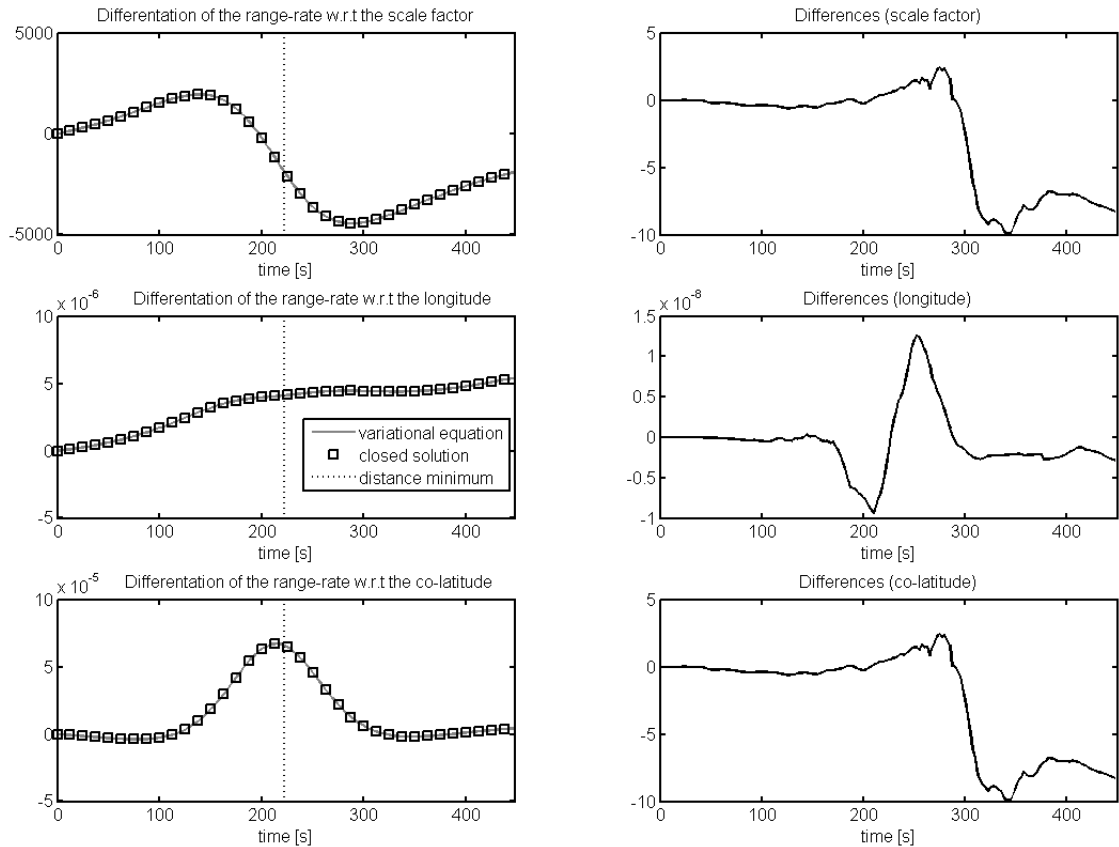 Differentation of the range-rate w.r.t the scale factor
5000
0
-5000
0 100 200 300 400
time [s]
Differences (scale factor)
5
0
-5
-10
0 100 200 300 400
time [s]
x 10^-6
Differentation of the range-rate w.r.t the longitude
10
5
0
-5
variational equation
closed solution
distance minimum
0 100 200 300 400
time [s]
x 10^-8
Differences (longitude)
1.5
1
0.5
0
-0.5
-1
0 100 200 300 400
time [s]
x 10^-5
Differentation of the range-rate w.r.t the co-latitude
10
5
0
-5
0 100 200 300 400
time [s]
Differences (co-latitude)
5
0
-5
-10
0 100 200 300 400
time [s]